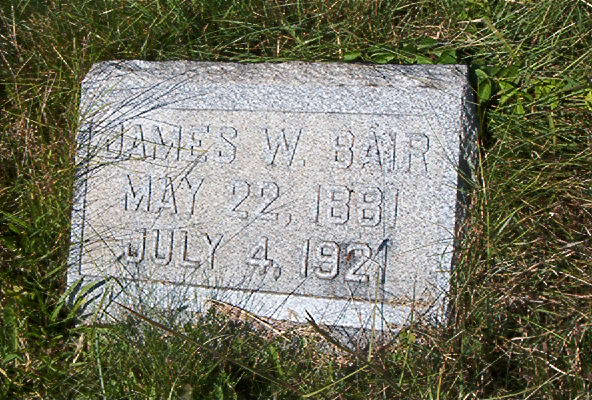 JAMES W. BAIR
MAY 22, 1881
JULY 4, 1921